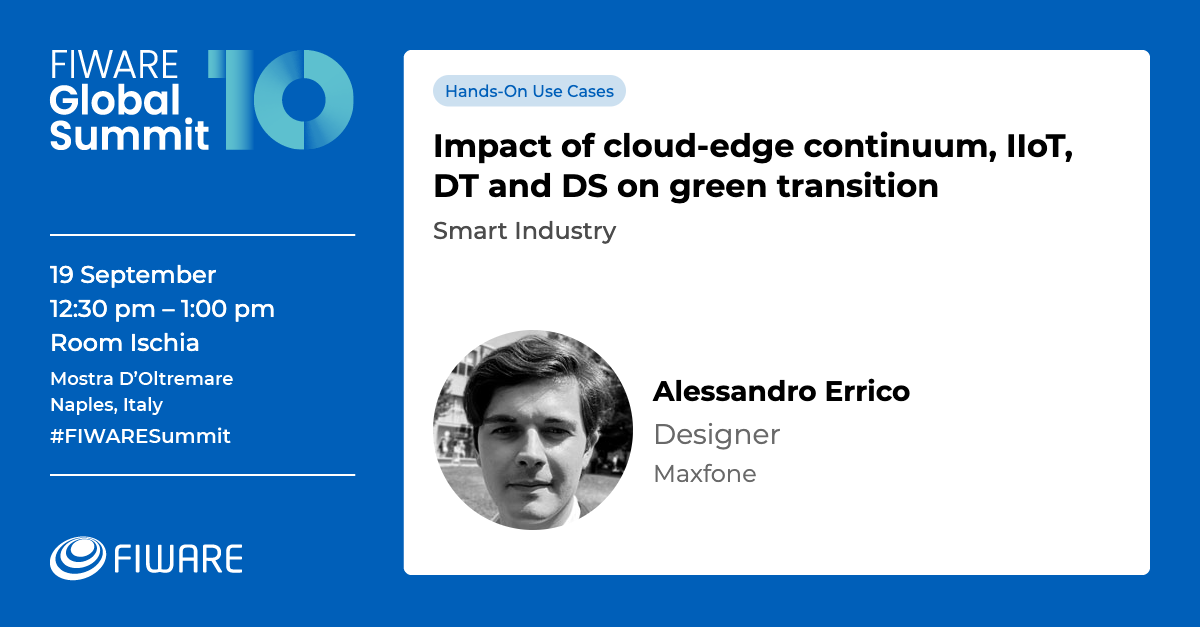 FIWARE
Global
Summit
10
19 September
12:30 pm – 1:00 pm
Room Ischia
Mostra D’Oltremare
Naples, Italy
#FIWARESummit
FIWARE
Hands-On Use Cases
Impact of cloud-edge continuum, IIoT,
DT and DS on green transition
Smart Industry
Alessandro Errico
Designer
Maxfone